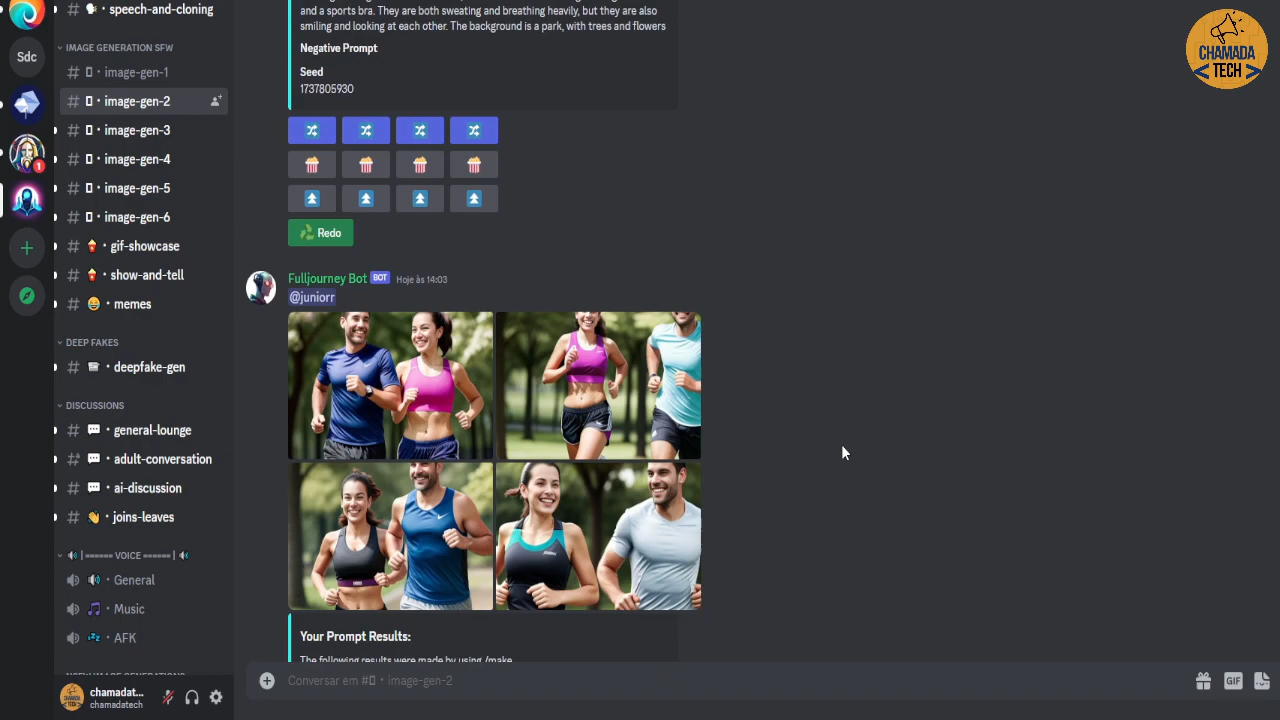 speech-and-cloning
Sdc
IMAGE GENERATION SFW
image-gen-1
image-gen-2
image-gen-3
image-gen-4
image-gen-5
image-gen-6
gif-showcase
show-and-tell
memes
DEEP FAKES
deepfake-gen
DISCUSSIONS
general-lounge
adult-conversation
ai-discussion
joins-leaves
| ====== VOICE ====== |
General
Music
AFK
chamadat...
chamadatech
1
and a sports bra. They are both sweating and breathing heavily, but they are also
smiling and looking at each other. The background is a park, with trees and flowers
Negative Prompt
Seed
1737805930
Redo
Fulljourney Bot BOT Hoje às 14:03
@juniorr
Your Prompt Results:
The following results were made by using /make
Conversar em # • image-gen-2
GIF
CHAMADA
<TECH>